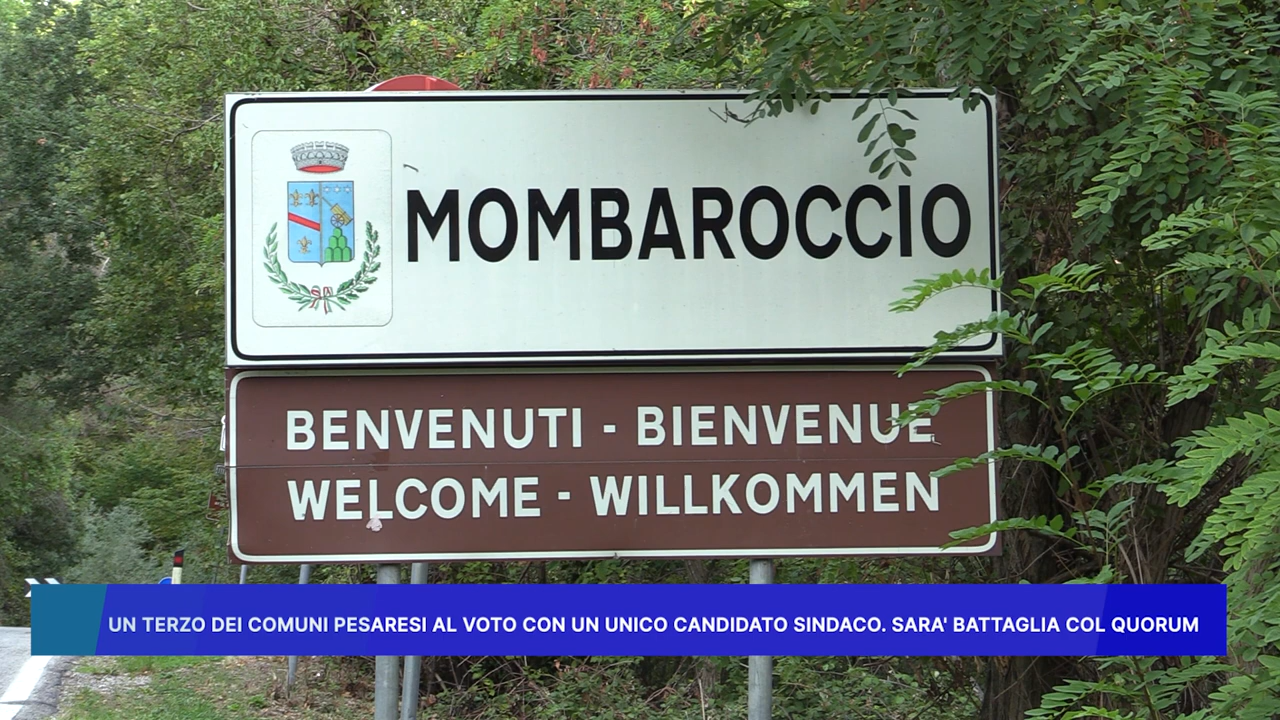 MOMBAROCCIO
BENVENUTI - BIENVENUE
WELCOME - WILLKOMMEN
UN TERZO DEI COMUNI PESARESI AL VOTO CON UN UNICO CANDIDATO SINDACO. SARA' BATTAGLIA COL QUORUM